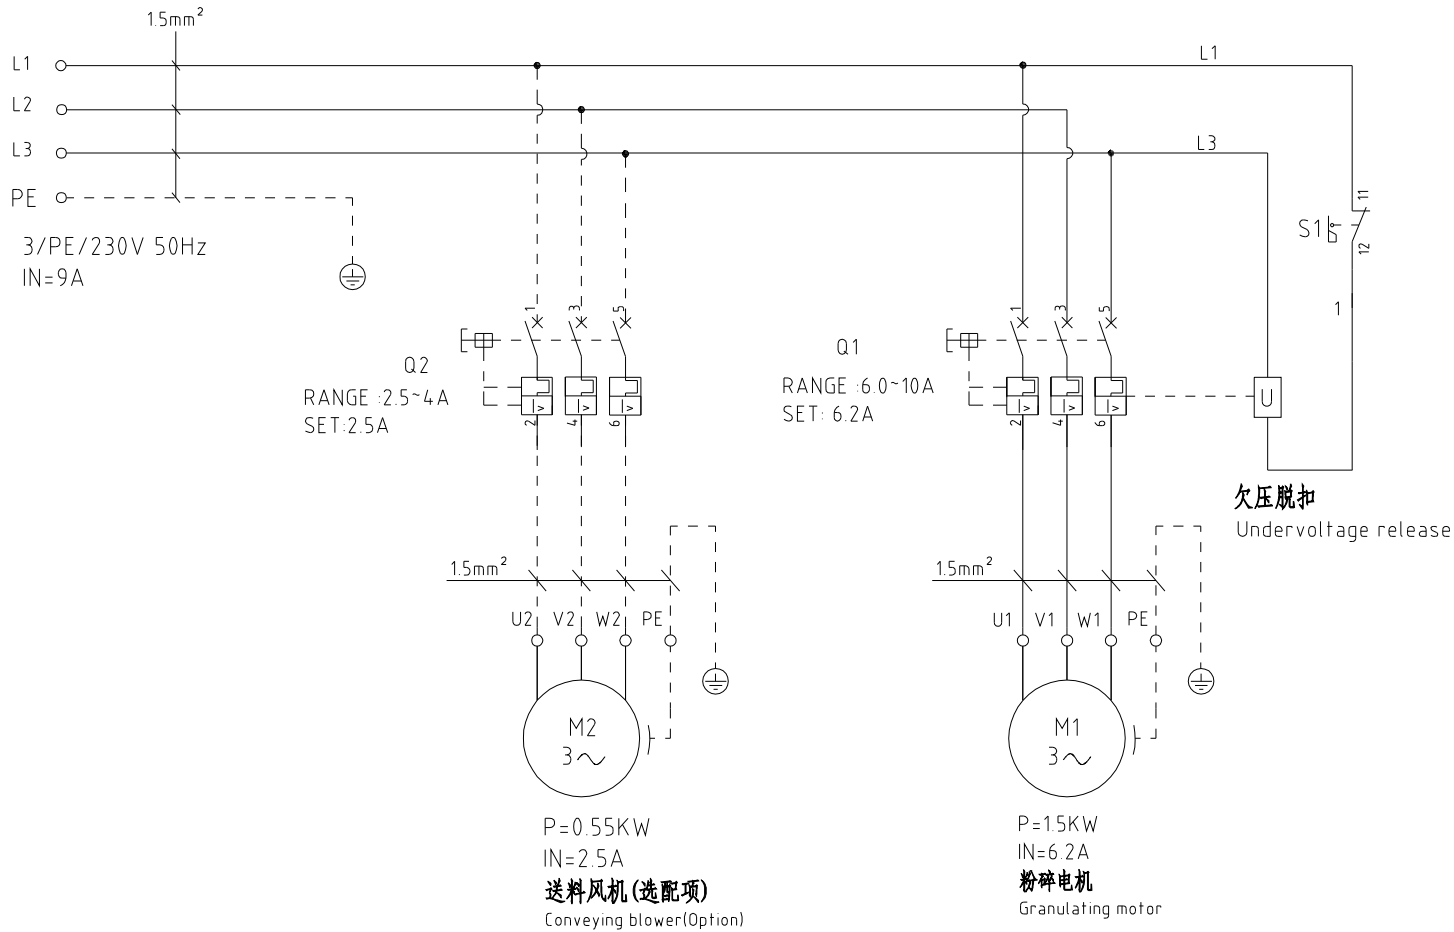 1.5mm²
L1
L1
L2
L3
L3
PE
3/PE/230V 50Hz
IN=9A
11
S1
12
1
1 3 5
Q2
RANGE :2.5~4A
SET:2.5A
I> I> I>
2 4 6
1 3 5
Q1
RANGE :6.0~10A
SET: 6.2A
I> I> I>
2 4 6
U
欠压脱扣
Undervoltage release
1.5mm²
U2 V2 W2 PE
M2
3~
P=0.55KW
IN=2.5A
送料风机(选配项)
Conveying blower(Option)
1.5mm²
U1 V1 W1 PE
M1
3~
P=1.5KW
IN=6.2A
粉碎电机
Granulating motor